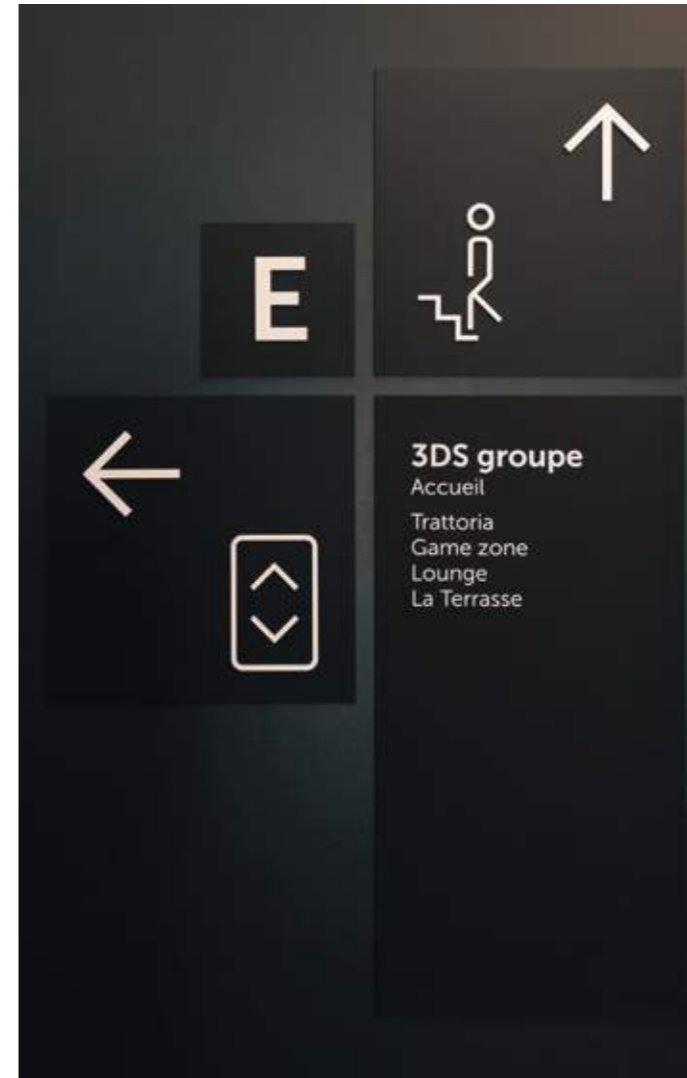 E
3DS groupe
Accueil
Trattoria
Game zone
Lounge
La Terrasse